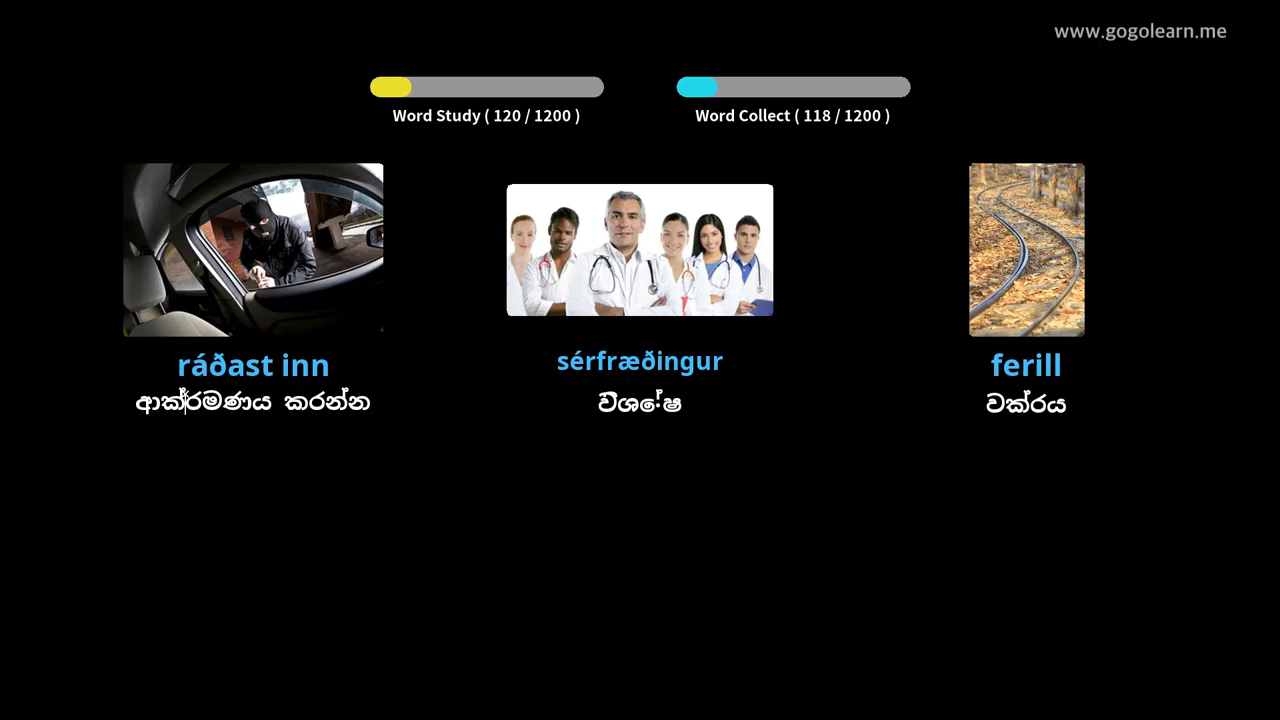 www.gogolearn.me
Word Study ( 120 / 1200 )
Word Collect ( 118 / 1200 )
ráðast inn
ආක්රමණය කරන්න
sérfræðingur
විශේෂ
ferill
වක්රය